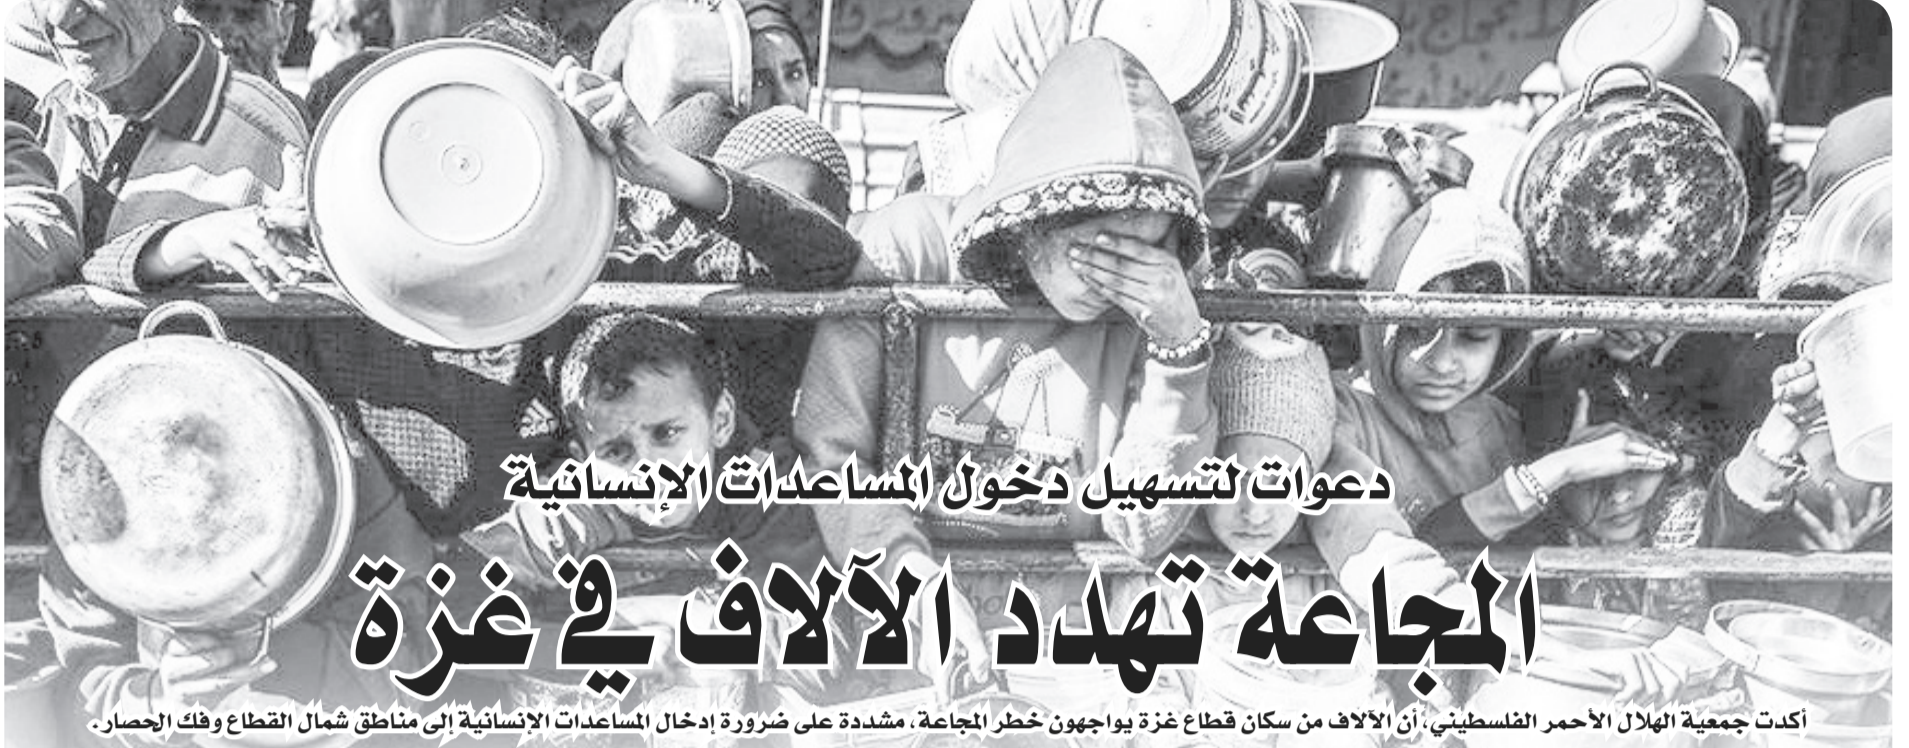 دعوات لتسهيل دخول المساعدات الإنسانية
المجاعة تهدد الآلاف في غزة
أكدت جمعية الهلال الأحمر الفلسطيني، أن الآلاف من سكان قطاع غزة يواجهون خطر المجاعة، مشددة على ضرورة إدخال المساعدات الإنسانية إلى مناطق شمال القطاع وفك الحصار.